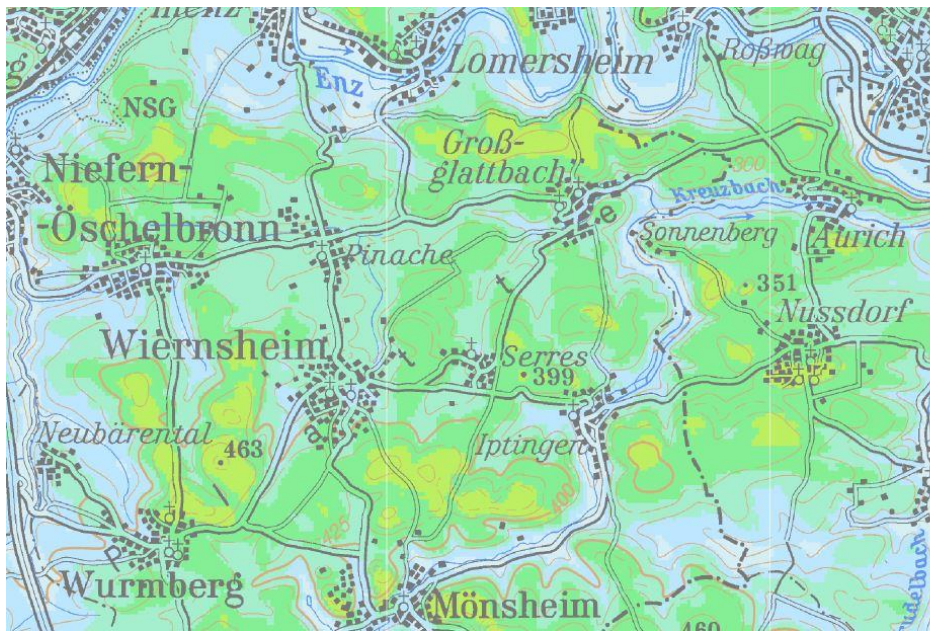 Lomersheim
Roßwag
Enz
NSG
Groß-
glattbach
300
Niefern-
-Öschelbronn
Kreuzbach
Pinache
Sonnenberg
Aurich
351
Nussdorf
Wiernsheim
Serres
399
Neubärental
463
Iptingen
400
425
Wurmberg
Mönsheim
460